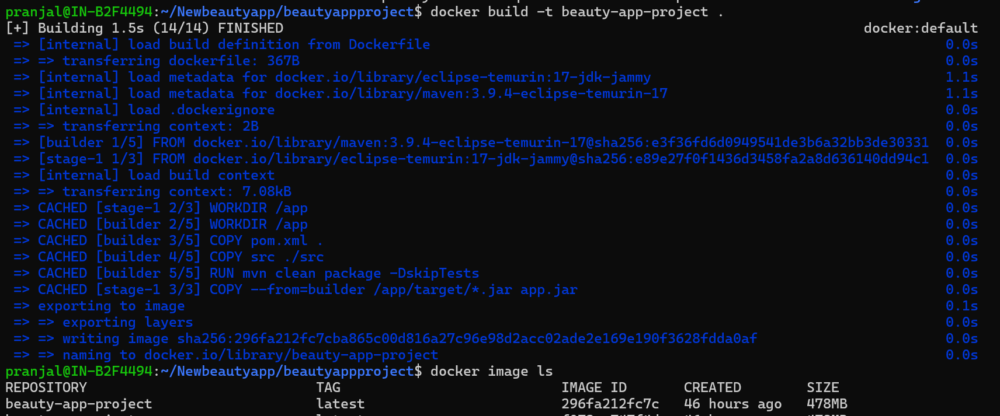 pranjal@IN-B2F4494:~/Newbeautyapp/beautyappproject$ docker build -t beauty-app-project .
[+] Building 1.5s (14/14) FINISHED docker:default
=> [internal] load build definition from Dockerfile 0.0s
=> => transferring dockerfile: 367B 0.0s
=> [internal] load metadata for docker.io/library/eclipse-temurin:17-jdk-jammy 1.1s
=> [internal] load metadata for docker.io/library/maven:3.9.4-eclipse-temurin-17 1.1s
=> [internal] load .dockerignore 0.0s
=> => transferring context: 2B 0.0s
=> [builder 1/5] FROM docker.io/library/maven:3.9.4-eclipse-temurin-17@sha256:e3f36fd6d0949541de3b6a32bb3de30331 0.0s
=> [stage-1 1/3] FROM docker.io/library/eclipse-temurin:17-jdk-jammy@sha256:e89e27f0f1436d3458fa2a8d636140dd94c1 0.0s
=> [internal] load build context 0.0s
=> => transferring context: 7.08kB 0.0s
=> CACHED [stage-1 2/3] WORKDIR /app 0.0s
=> CACHED [builder 2/5] WORKDIR /app 0.0s
=> CACHED [builder 3/5] COPY pom.xml . 0.0s
=> CACHED [builder 4/5] COPY src ./src 0.0s
=> CACHED [builder 5/5] RUN mvn clean package -DskipTests 0.0s
=> CACHED [stage-1 3/3] COPY --from=builder /app/target/*.jar app.jar 0.0s
=> exporting to image 0.1s
=> => exporting layers 0.0s
=> => writing image sha256:296fa212fc7cba865c00d816a27c96e98d2acc02ade2e169e190f3628fdda0af 0.0s
=> => naming to docker.io/library/beauty-app-project 0.0s
pranjal@IN-B2F4494:~/Newbeautyapp/beautyappproject$ docker image ls
REPOSITORY TAG IMAGE ID CREATED SIZE
beauty-app-project latest 296fa212fc7c 46 hours ago 478MB